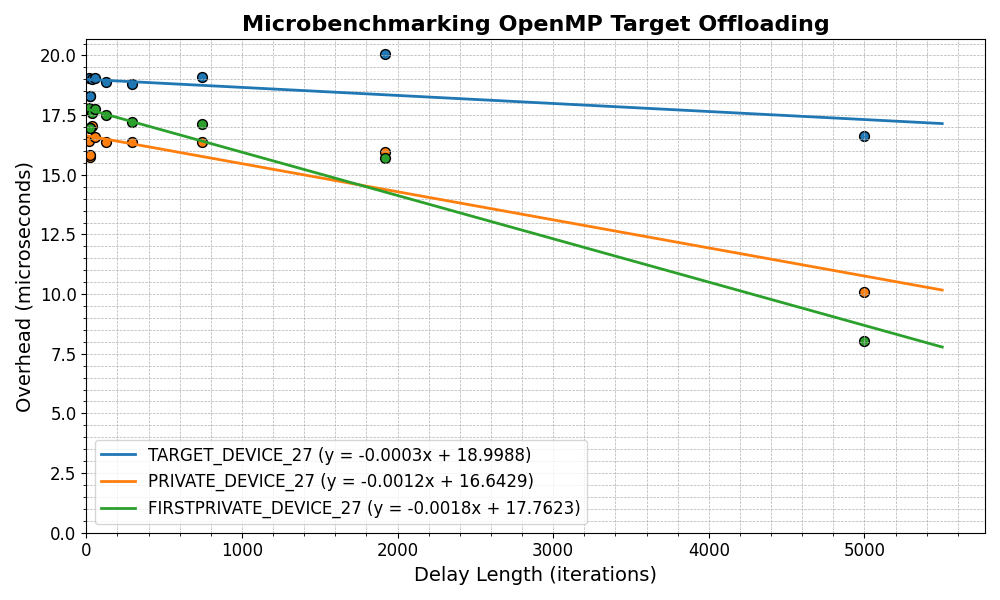 Microbenchmarking OpenMP Target Offloading
20.0
17.5
15.0
12.5
10.0
7.5
5.0
2.5
0.0
Overhead (microseconds)
TARGET_DEVICE_27 (y = -0.0003x + 18.9988)
PRIVATE_DEVICE_27 (y = -0.0012x + 16.6429)
FIRSTPRIVATE_DEVICE_27 (y = -0.0018x + 17.7623)
0 1000 2000 3000 4000 5000
Delay Length (iterations)